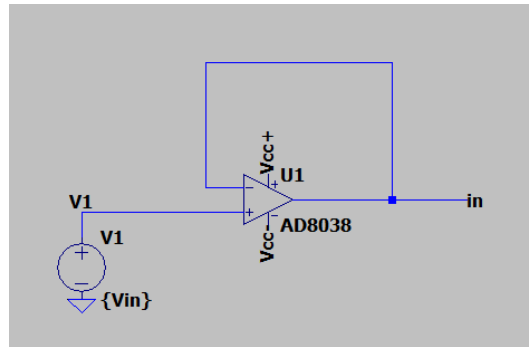 Vcc+
U1
V1
V1
AD8038
in
Vcc-
{Vin}